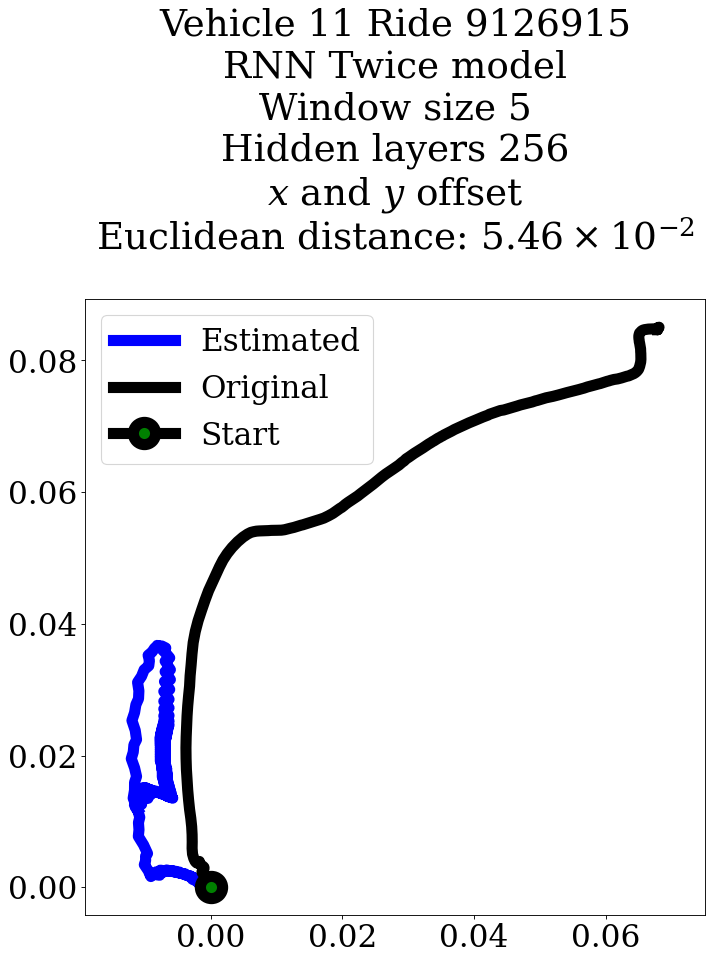 Vehicle 11 Ride 9126915
RNN Twice model
Window size 5
Hidden layers 256
x and y offset
Euclidean distance: 5.46 × 10⁻²
Estimated
Original
Start
0.08
0.06
0.04
0.02
0.00
0.00 0.02 0.04 0.06